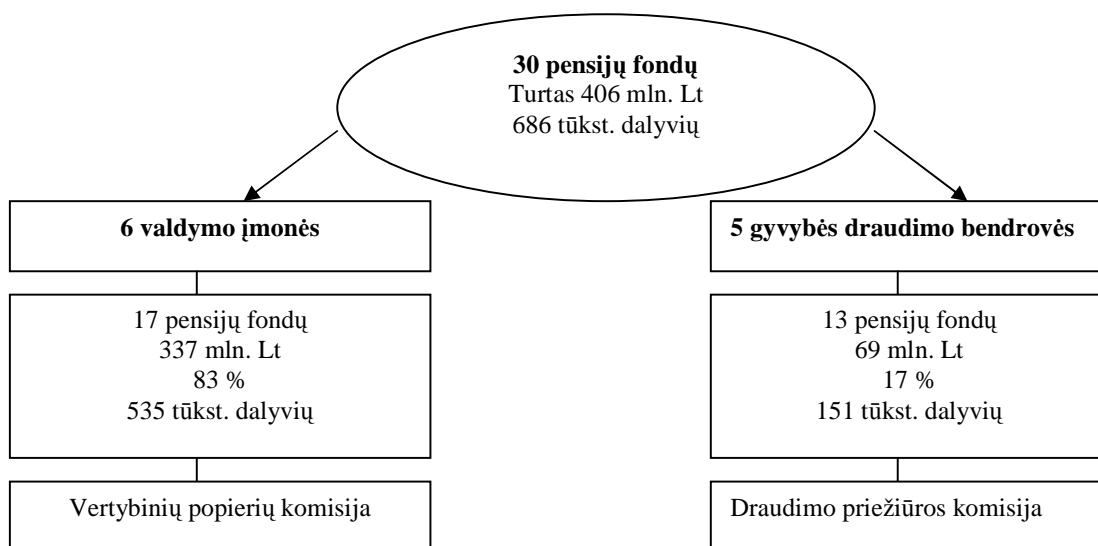 30 pensijų fondų
Turtas 406 mln. Lt
686 tūkst. dalyvių
6 valdymo įmonės
17 pensijų fondų
337 mln. Lt
83 %
535 tūkst. dalyvių
Vertybinių popierių komisija
5 gyvybės draudimo bendrovės
13 pensijų fondų
69 mln. Lt
17 %
151 tūkst. dalyvių
Draudimo priežiūros komisija